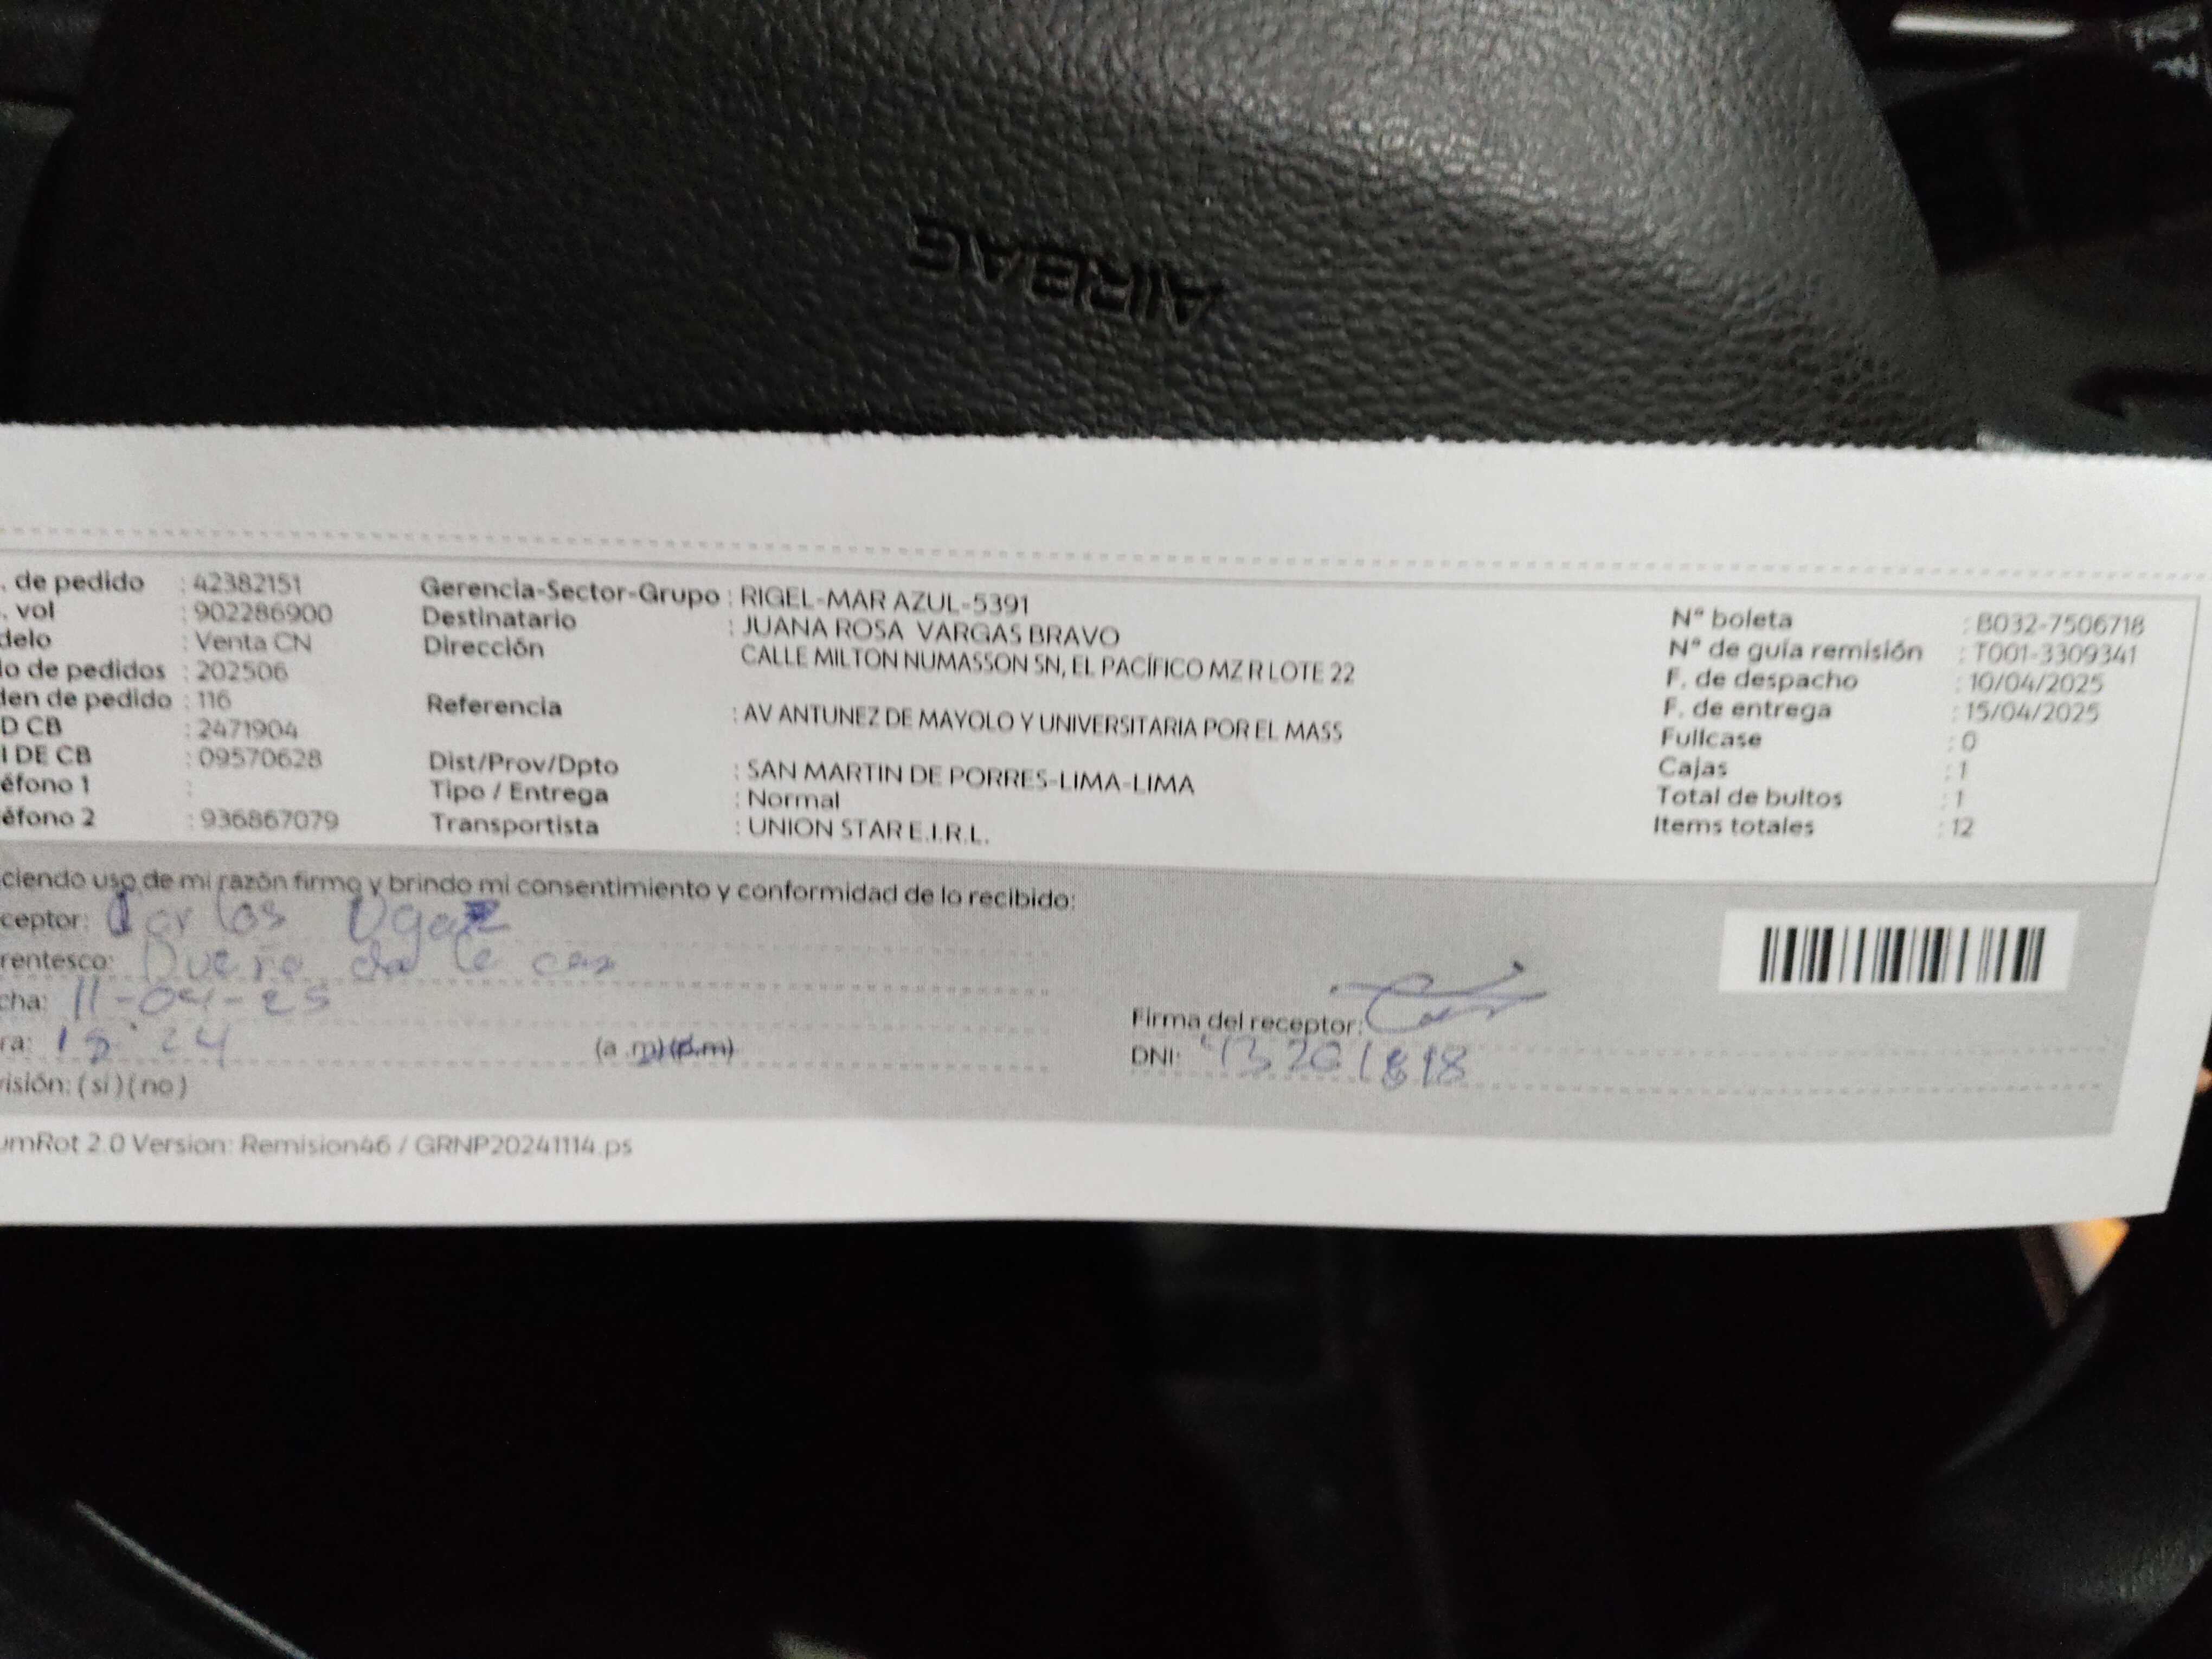 AIRBAG
. de pedido : 42382151 Gerencia-Sector-Grupo : RIGEL-MAR AZUL-5391 N° boleta : B032-7506718
. vol : 902286900 Destinatario : JUANA ROSA VARGAS BRAVO N° de guía remisión : T001-3309341
delo : Venta CN Dirección CALLE MILTON NUMASSON SN, EL PACÍFICO MZ R LOTE 22 F. de despacho : 10/04/2025
lo de pedidos : 202506 F. de entrega : 15/04/2025
den de pedido : 116 Referencia : AV ANTUNEZ DE MAYOLO Y UNIVERSITARIA POR EL MASS Fullcase : 0
D CB : 2471904 Cajas : 1
I DE CB : 09570628 Dist/Prov/Dpto : SAN MARTIN DE PORRES-LIMA-LIMA Total de bultos : 1
éfono 1 : Tipo / Entrega : Normal Items totales : 12
éfono 2 : 936867079 Transportista : UNION STAR E.I.R.L.
ciendo uso de mi razón firmo y brindo mi consentimiento y conformidad de lo recibido:
ceptor: Carlos Ugaz
rentesco: Dueño de
cha: 11-04-25
ra: 24 (a .m)(p.m)
Firma del receptor:
DNI:
isión: (si)(no)
umRot 2.0 Version: Remision46 / GRNP20241114.ps